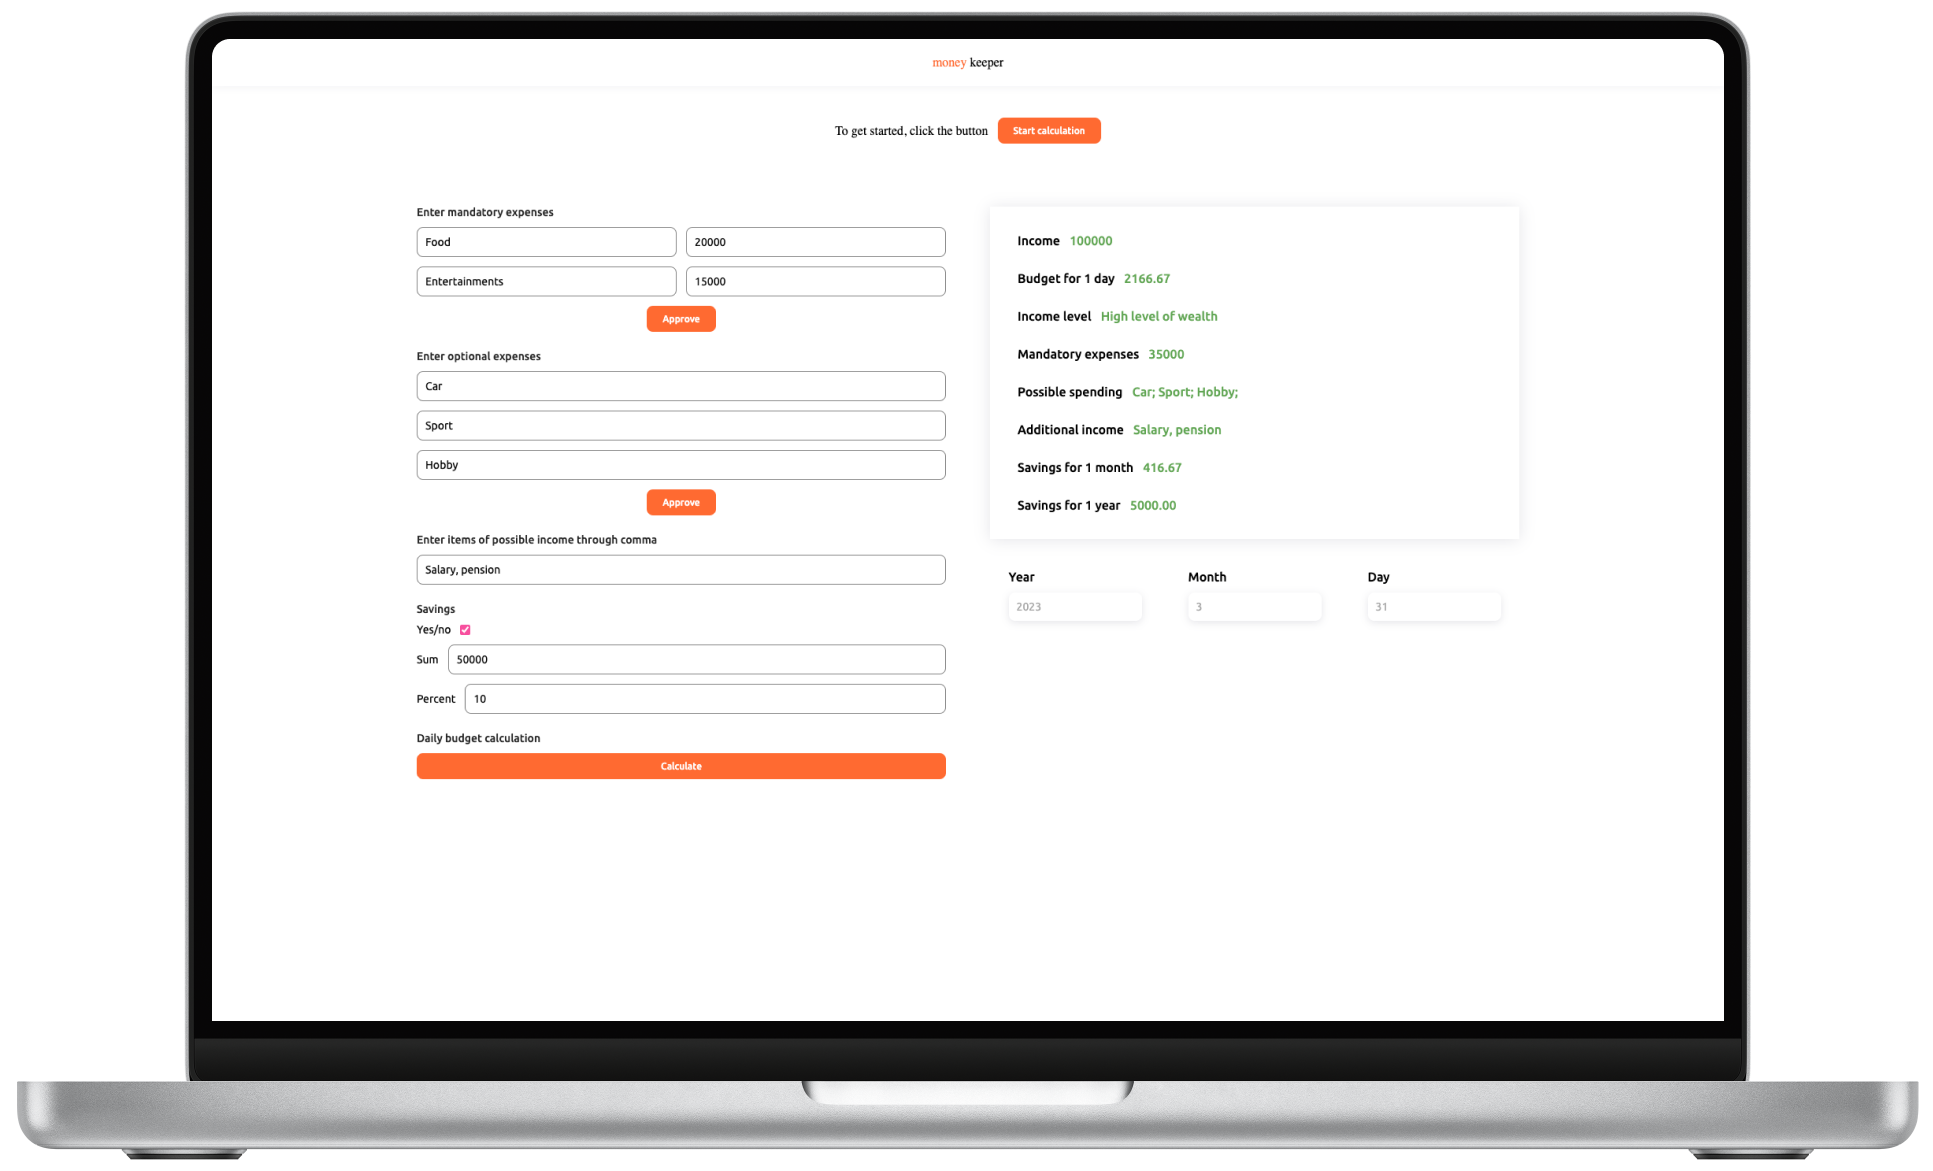 money keeper
To get started, click the button Start calculation
Enter mandatory expenses
Food 20000
Entertainments 15000
Approve
Enter optional expenses
Car
Sport
Hobby
Approve
Enter items of possible income through comma
Salary, pension
Savings
Yes/no
Sum 50000
Percent 10
Daily budget calculation
Calculate
Income 100000
Budget for 1 day 2166.67
Income level High level of wealth
Mandatory expenses 35000
Possible spending Car; Sport; Hobby;
Additional income Salary, pension
Savings for 1 month 416.67
Savings for 1 year 5000.00
Year Month Day
2023 3 31